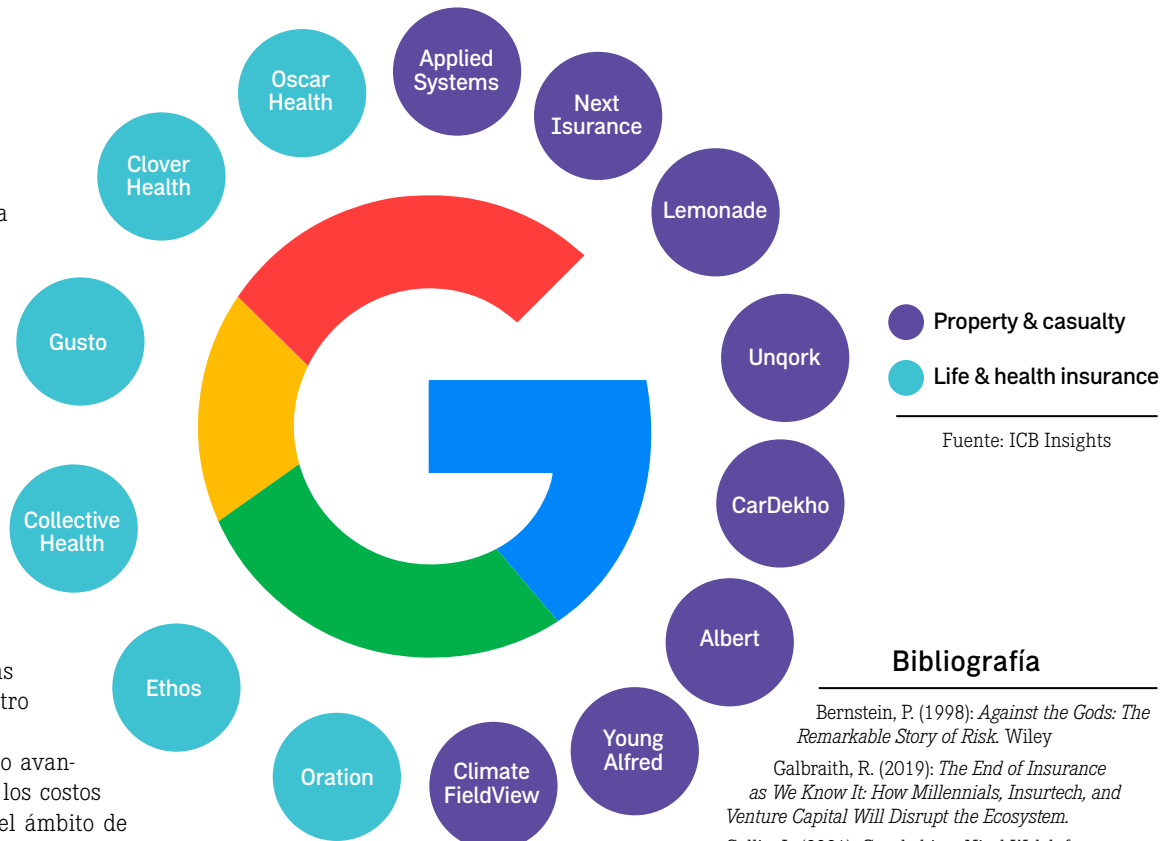 Applied
Systems
Next
Isurance
Lemonade
Unqork
CarDekho
Albert
Young
Alfred
Climate
FieldView
Oration
Ethos
Collective
Health
Gusto
Clover
Health
Oscar
Health
Property & casualty
Life & health insurance
Fuente: ICB Insights
a
tro
o avan-
los costos
el ámbito de
Bibliografía
Bernstein, P. (1998): Against the Gods: The
Remarkable Story of Risk. Wiley
Galbraith, R. (2019): The End of Insurance
as We Know It: How Millennials, Insurtech, and
Venture Capital Will Disrupt the Ecosystem.